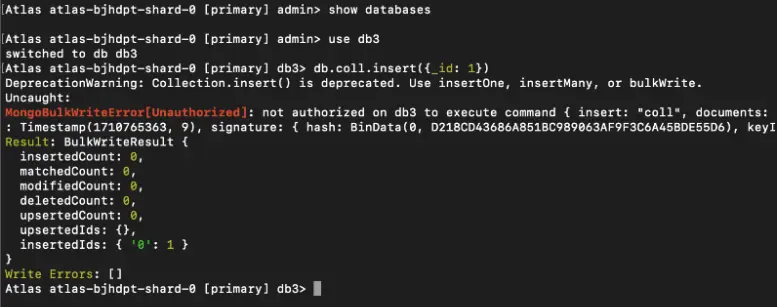 [Atlas atlas-bjhdpt-shard-0 [primary] admin> show databases
[Atlas atlas-bjhdpt-shard-0 [primary] admin> use db3
switched to db db3
[Atlas atlas-bjhdpt-shard-0 [primary] db3> db.coll.insert({_id: 1})
DeprecationWarning: Collection.insert() is deprecated. Use insertOne, insertMany, or bulkWrite.
Uncaught:
MongoBulkWriteError[Unauthorized]: not authorized on db3 to execute command { insert: "coll", documents:
: Timestamp(1710765363, 9), signature: { hash: BinData(0, D218CD43686A851BC989063AF9F3C6A45BDE55D6), keyI
Result: BulkWriteResult {
insertedCount: 0,
matchedCount: 0,
modifiedCount: 0,
deletedCount: 0,
upsertedCount: 0,
upsertedIds: {},
insertedIds: { '0': 1 }
}
Write Errors: []
Atlas atlas-bjhdpt-shard-0 [primary] db3>